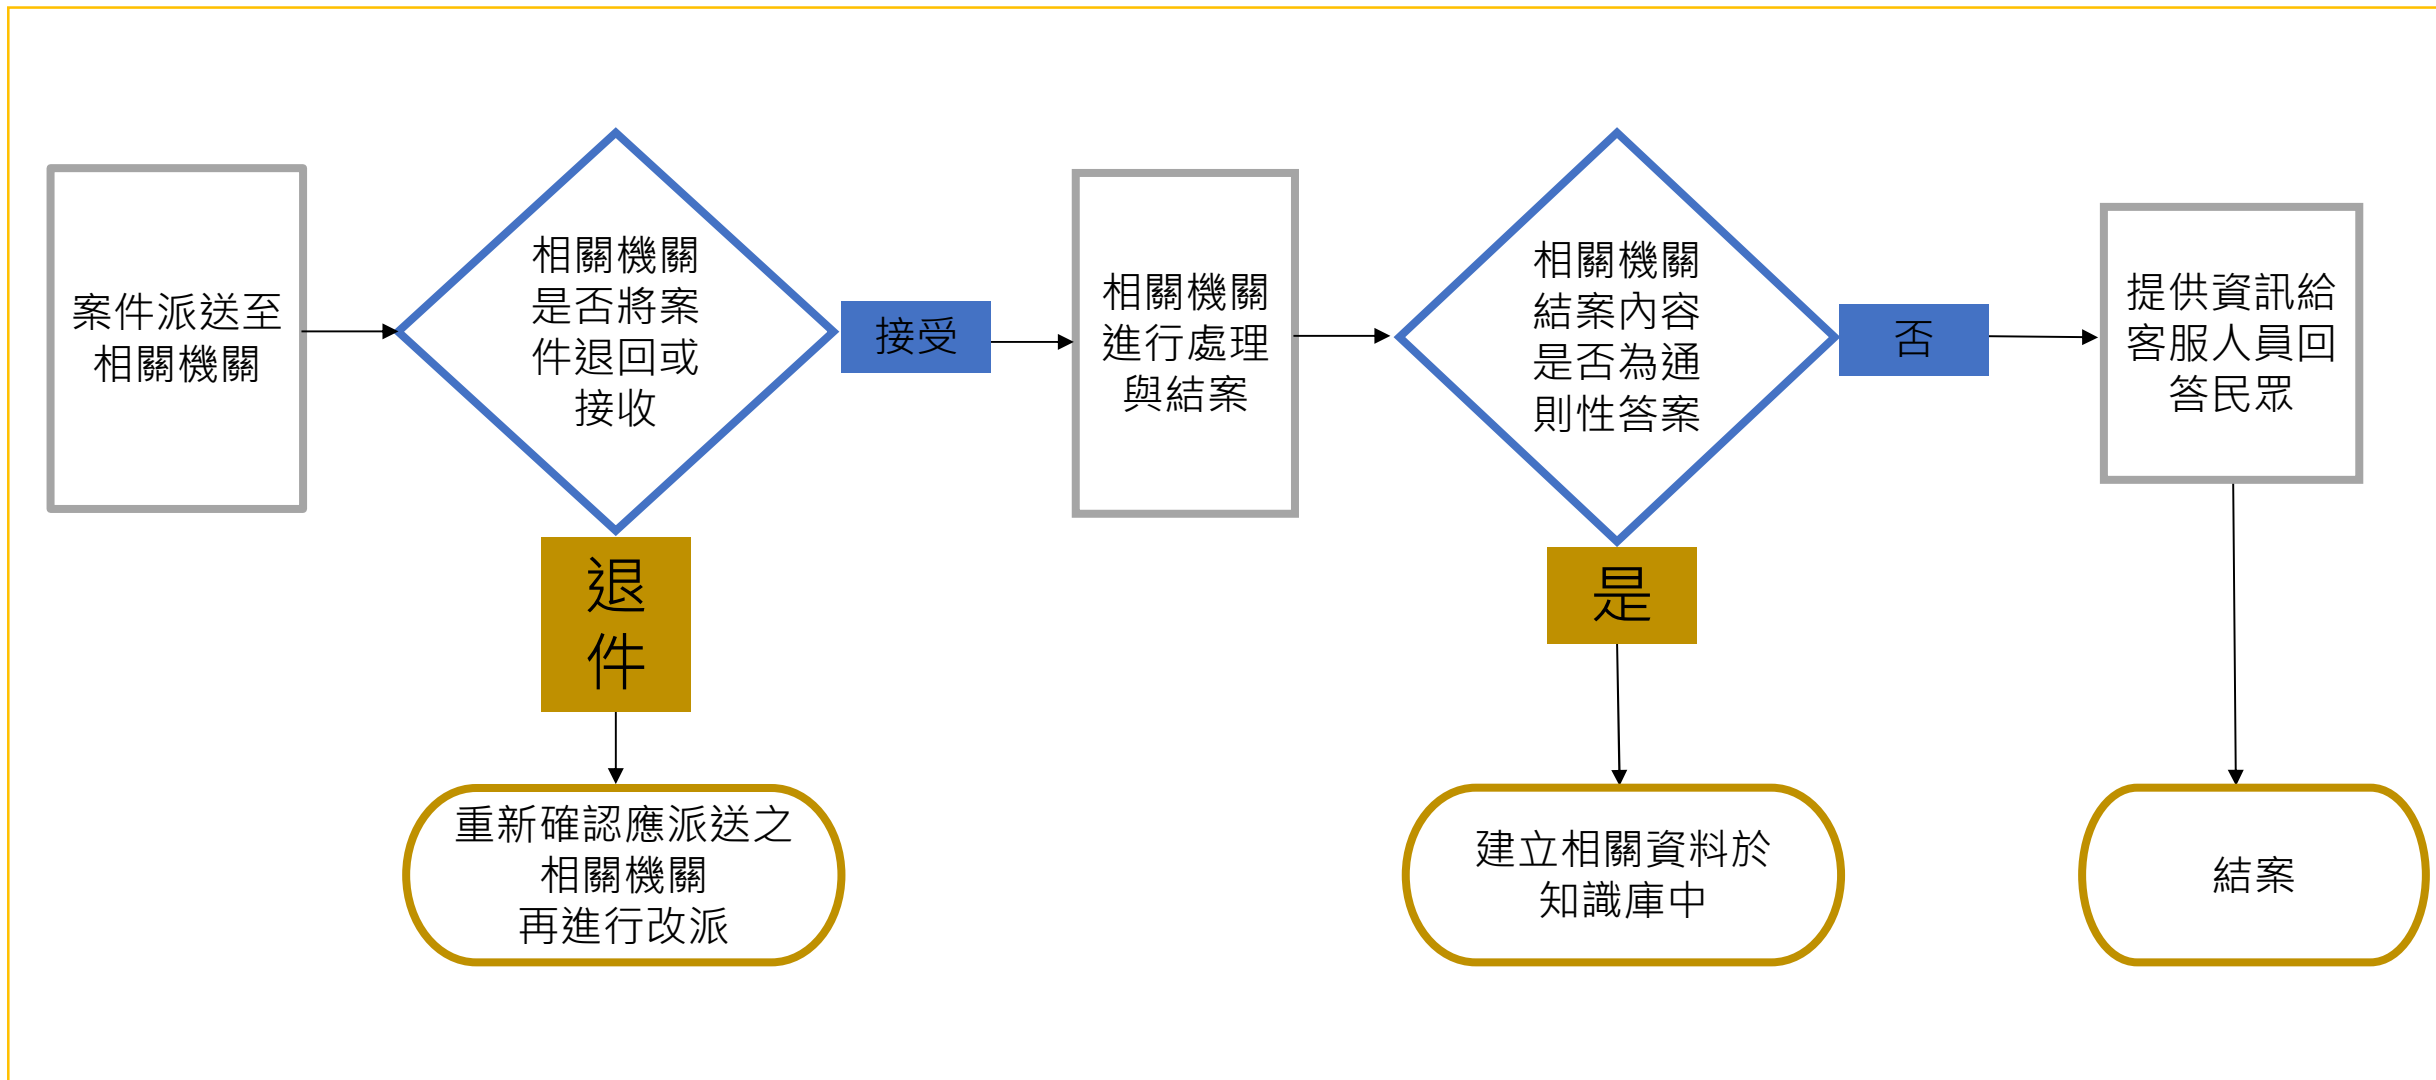 案件派送至
相關機關
相關機關
是否將案
件退回或
接收
接受
相關機關
進行處理
與結案
相關機關
結案內容
是否為通
則性答案
否
提供資訊給
客服人員回
答民眾
退
件
是
重新確認應派送之
相關機關
再進行改派
建立相關資料於
知識庫中
結案